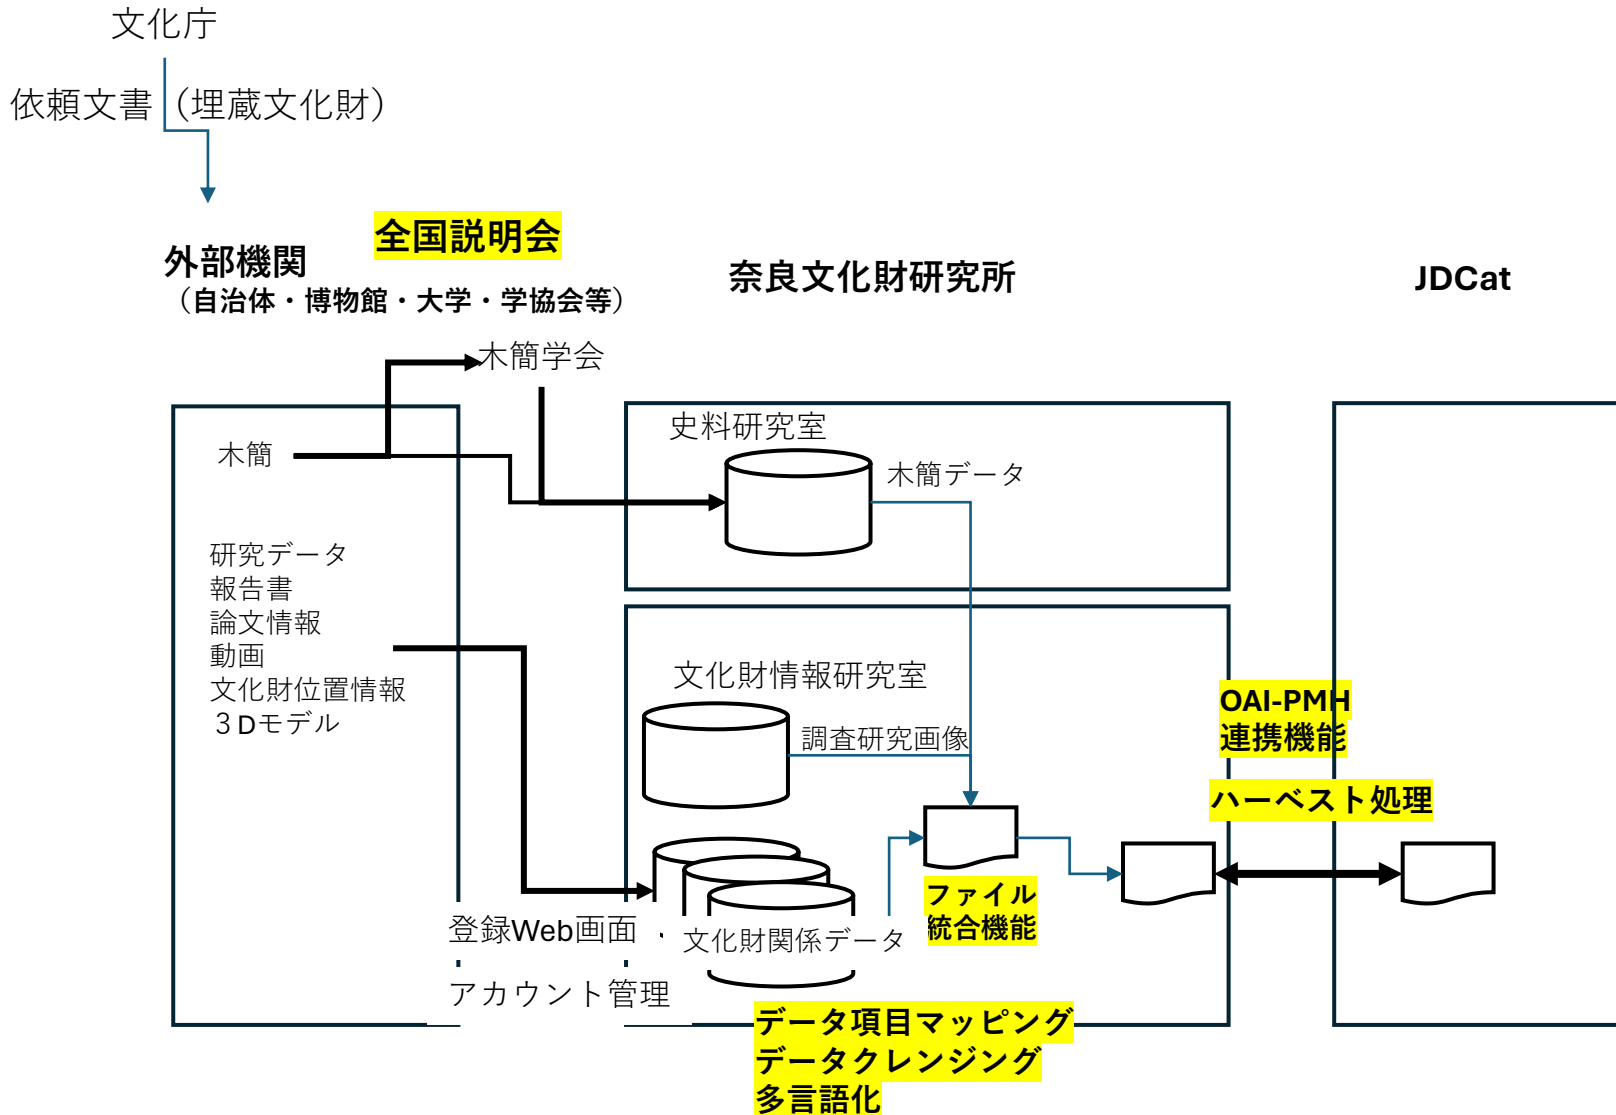 文化庁
依頼文書（埋蔵文化財）
全国説明会
外部機関
（自治体・博物館・大学・学協会等）
奈良文化財研究所
JDCat
木簡学会
史料研究室
木簡
木簡データ
研究データ
報告書
論文情報
動画
文化財位置情報
３Dモデル
文化財情報研究室
調査研究画像
OAI-PMH
連携機能
ハーベスト処理
ファイル
統合機能
登録Web画面
文化財関係データ
アカウント管理
データ項目マッピング
データクレンジング
多言語化